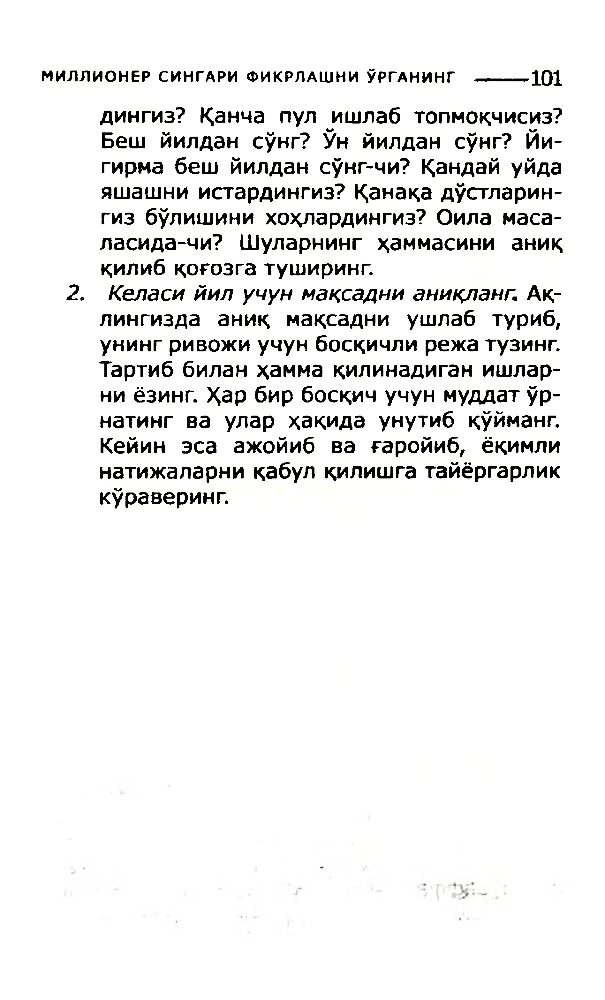 МИЛЛИОНЕР СИНГАРИ ФИКРЛАШНИ ЎРГАНИНГ ——101
дингиз? Қанча пул ишлаб топмоқчисиз?
Беш йилдан сўнг? Ўн йилдан сўнг? Йи-
гирма беш йилдан сўнг-чи? Қандай уйда
яшашни истардингиз? Қанақа дўстларин-
гиз бўлишини хоҳлардингиз? Оила маса-
ласида-чи? Шуларнинг ҳаммасини аниқ
қилиб қоғозга туширинг.
2. Келаси йил учун мақсадни аниқланг. Ақ-
лингизда аниқ мақсадни ушлаб туриб,
унинг ривожи учун босқичли режа тузинг.
Тартиб билан ҳамма қилинадиган ишлар-
ни ёзинг. Ҳар бир босқич учун муддат ўр-
натинг ва улар ҳақида унутиб қўйманг.
Кейин эса ажойиб ва ғаройиб, ёқимли
натижаларни қабул қилишга тайёргарлик
кўраверинг.